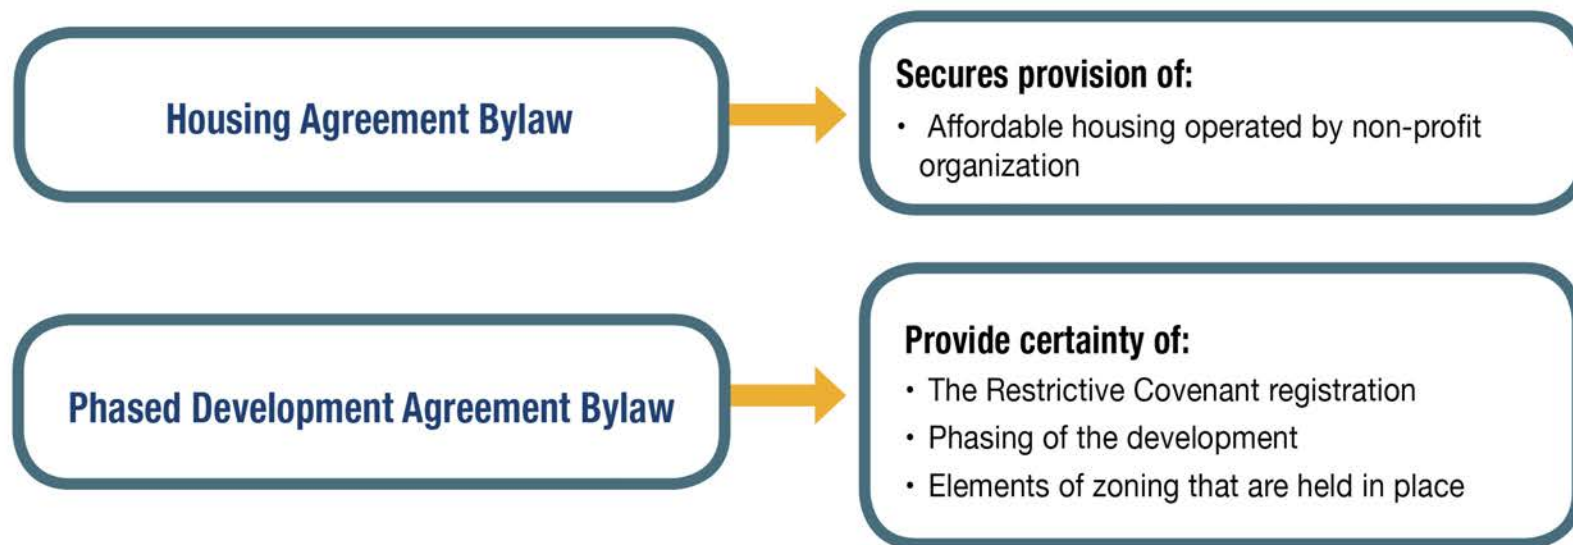 Housing Agreement Bylaw
Secures provision of:
• Affordable housing operated by non-profit
organization
Phased Development Agreement Bylaw
Provide certainty of:
• The Restrictive Covenant registration
• Phasing of the development
• Elements of zoning that are held in place